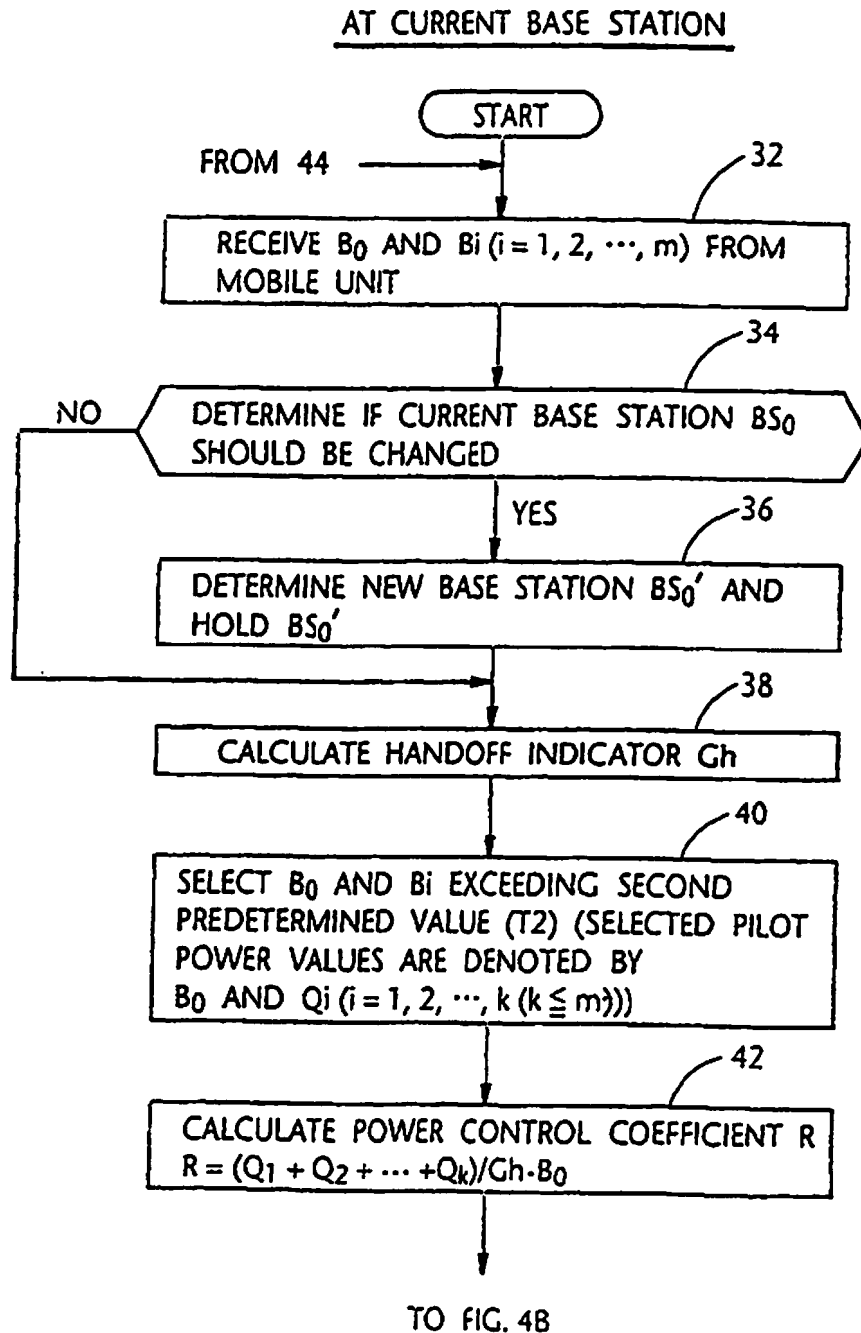 AT CURRENT BASE STATION
START
FROM 44
32
RECEIVE B₀ AND Bi (i = 1, 2, ⋯, m) FROM
MOBILE UNIT
34
NO
DETERMINE IF CURRENT BASE STATION BS₀
SHOULD BE CHANGED
YES
36
DETERMINE NEW BASE STATION BS₀' AND
HOLD BS₀'
38
CALCULATE HANDOFF INDICATOR Gh
40
SELECT B₀ AND Bi EXCEEDING SECOND
PREDETERMINED VALUE (T2) (SELECTED PILOT
POWER VALUES ARE DENOTED BY
B₀ AND Qi (i = 1, 2, ⋯, k (k ≦ m)))
42
CALCULATE POWER CONTROL COEFFICIENT R
R = (Q₁ + Q₂ + ⋯ +Qₖ)/Gh·B₀
TO FIG. 4B